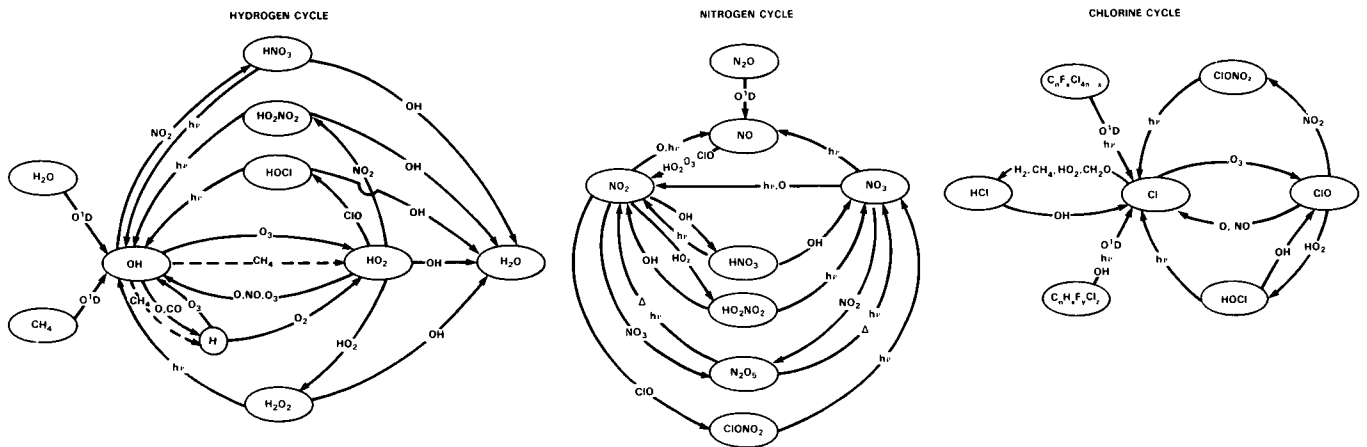 HYDROGEN CYCLE
HNO₃
NO₂
hν
OH
HO₂NO₂
hν
NO₂
OH
HOCl
hν
ClO
OH
H₂O
O¹D
OH
O₃
CH₄
HO₂
OH
H₂O
O,NO,O₃
CH₄
O¹D
CH₄
O,CO
O₃
H
O₂
HO₂
OH
hν
H₂O₂
NITROGEN CYCLE
N₂O
O¹D
NO
O,hν
HO₂ O₃ ClO
hν
NO₂
hν,O
NO₃
OH
hν
HNO₃
OH
OH
HO₂
HO₂NO₂
hν
Δ
hν
NO₃
NO₂
Δ
N₂O₅
ClO
hν
ClONO₂
CHLORINE CYCLE
CₙFₓCl₄ₙ₋ₓ
O¹D
hν
ClONO₂
hν
NO₂
HCl
H₂,CH₄,HO₂,CH₂O
OH
Cl
O₃
ClO
O, NO
O¹D
hν
OH
CₙHₓFᵧCl𝓏
hν
OH
HO₂
HOCl